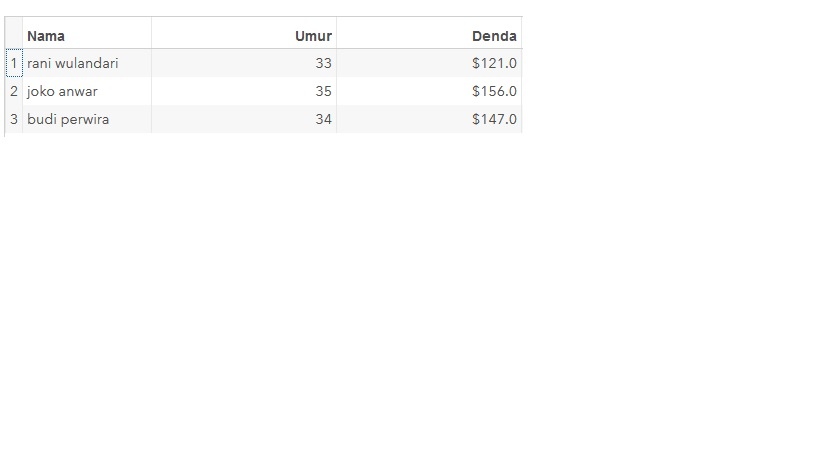 Nama Umur Denda
1 rani wulandari 33 $121.0
2 joko anwar 35 $156.0
3 budi perwira 34 $147.0